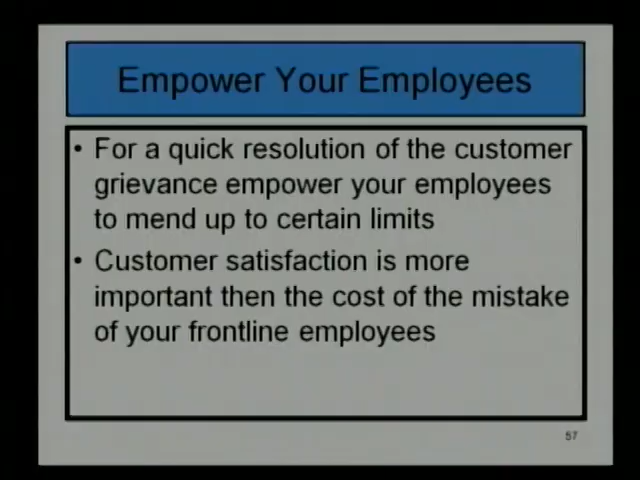 Empower Your Employees
• For a quick resolution of the customer
grievance empower your employees
to mend up to certain limits
• Customer satisfaction is more
important then the cost of the mistake
of your frontline employees
57